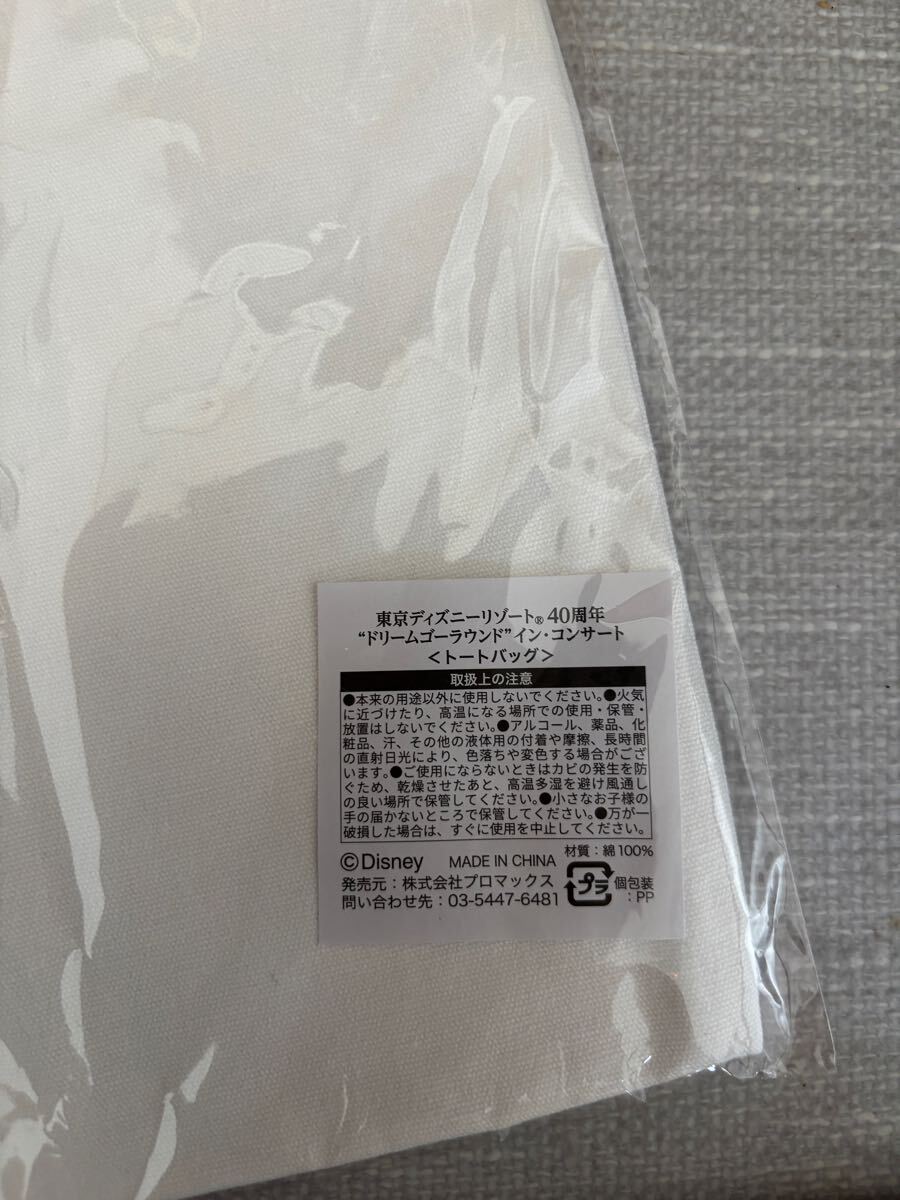 東京ディズニーリゾート® 40周年
“ドリームゴーラウンド”イン・コンサート
＜トートバッグ＞
取扱上の注意
●本来の用途以外に使用しないでください。●火気
に近づけたり、高温になる場所での使用・保管・
放置はしないでください。●アルコール、薬品、化
粧品、汗、その他の液体用の付着や摩擦、長時間
の直射日光により、色落ちや変色する場合がござ
います。●ご使用にならないときはカビの発生を防
ぐため、乾燥させたあと、高温多湿を避け風通し
の良い場所で保管してください。●小さなお子様の
手の届かないところで保管してください。●万が一
破損した場合は、すぐに使用を中止してください。
©Disney MADE IN CHINA 材質：綿100%
発売元：株式会社プロマックス プラ 個包装
問い合わせ先：03-5447-6481 ：PP